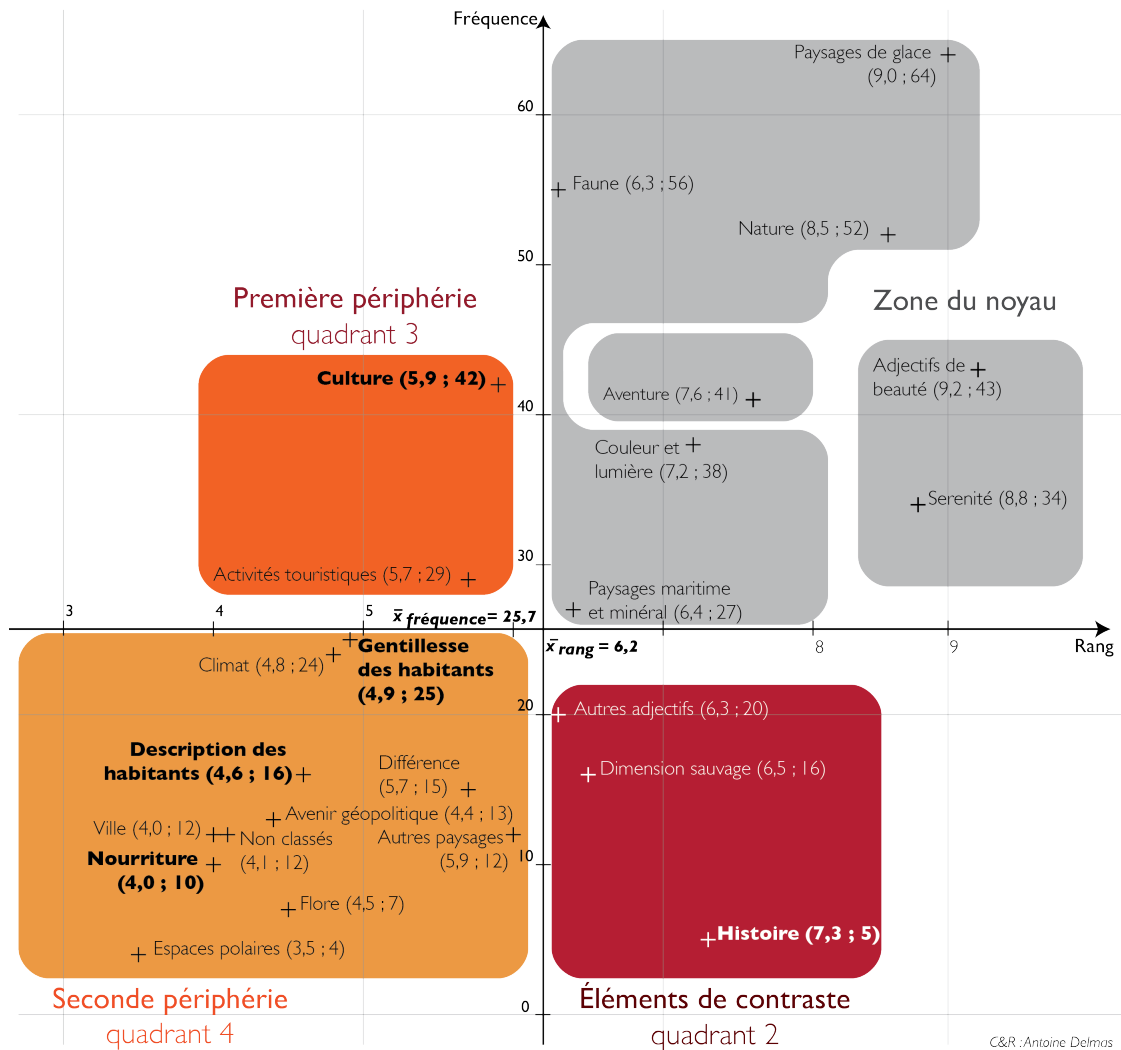 Fréquence
Paysages de glace
(9,0 ; 64)
60
Faune (6,3 ; 56)
Nature (8,5 ; 52)
50
Première périphérie
quadrant 3
Zone du noyau
Culture (5,9 ; 42)
Adjectifs de
beauté (9,2 ; 43)
Aventure (7,6 ; 41)
40
Couleur et
lumière (7,2 ; 38)
Serenité (8,8 ; 34)
30
Activités touristiques (5,7 ; 29)
Paysages maritime
et minéral (6,4 ; 27)
3
4
5
x̄ fréquence = 25,7
x̄ rang = 6,2
8
9
Rang
Gentillesse
des habitants
(4,9 ; 25)
Climat (4,8 ; 24)
20
Autres adjectifs (6,3 ; 20)
Description des
habitants (4,6 ; 16)
Différence
(5,7 ; 15)
Dimension sauvage (6,5 ; 16)
Avenir géopolitique (4,4 ; 13)
Ville (4,0 ; 12)
Non classés
(4,1 ; 12)
Autres paysages
(5,9 ; 12)
10
Nourriture
(4,0 ; 10)
Flore (4,5 ; 7)
Espaces polaires (3,5 ; 4)
Histoire (7,3 ; 5)
0
Seconde périphérie
quadrant 4
Éléments de contraste
quadrant 2
C&R : Antoine Delmas